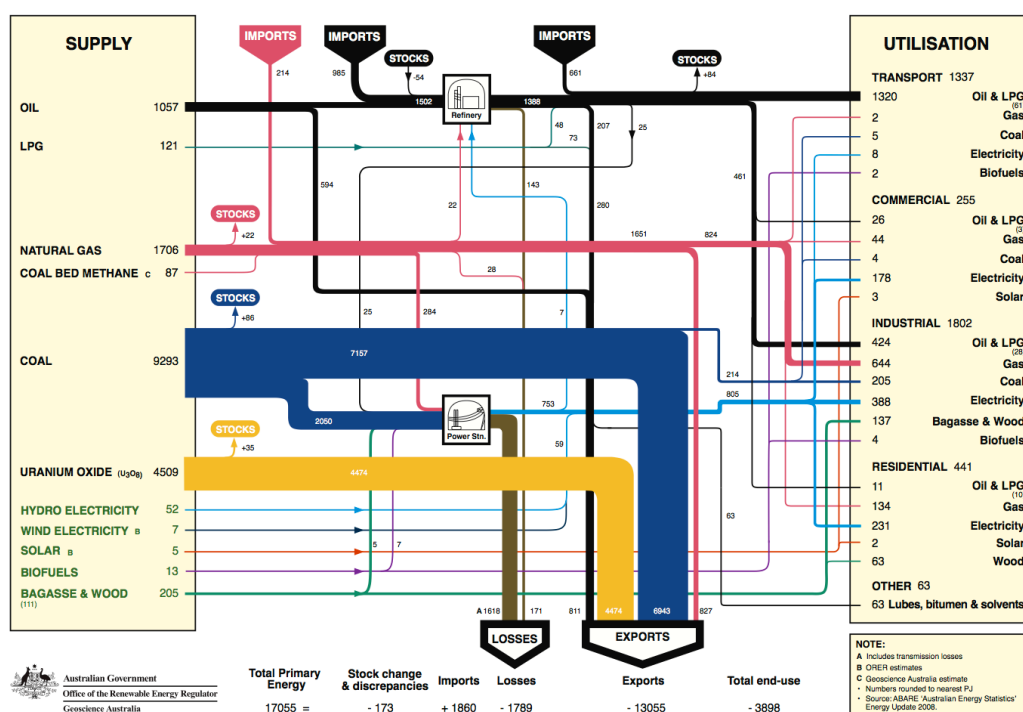 SUPPLY
OIL 1057
LPG 121
NATURAL GAS 1706
COAL BED METHANE C 87
COAL 9293
URANIUM OXIDE (U3O8) 4509
HYDRO ELECTRICITY 52
WIND ELECTRICITY B 7
SOLAR B 5
BIOFUELS 13
BAGASSE & WOOD 205
(111)
IMPORTS
214
IMPORTS
985
STOCKS
-54
IMPORTS
661
STOCKS
+84
1502
Refinery
1388
48
73
207
25
594
143
461
22
280
STOCKS
+22
1651
824
28
STOCKS
+86
25
284
7
7157
214
805
753
2050
Power Stn.
STOCKS
+35
59
4474
63
5
7
A 1618
171
811
4474
6943
827
LOSSES
EXPORTS
UTILISATION
TRANSPORT 1337
1320 Oil & LPG
(61
2 Gas
5 Coal
8 Electricity
2 Biofuels
COMMERCIAL 255
26 Oil & LPG
(3
44 Gas
4 Coal
178 Electricity
3 Solar
INDUSTRIAL 1802
424 Oil & LPG
(28
644 Gas
205 Coal
388 Electricity
137 Bagasse & Wood
4 Biofuels
RESIDENTIAL 441
11 Oil & LPG
(10
134 Gas
231 Electricity
2 Solar
63 Wood
OTHER 63
63 Lubes, bitumen & solvents
NOTE:
A Includes transmission losses
B ORER estimates
C Geoscience Australia estimate
• Numbers rounded to nearest PJ
• Source: ABARE 'Australian Energy Statistics'
Energy Update 2008.
Australian Government
Office of the Renewable Energy Regulator
Geoscience Australia
Total Primary
Energy
17055 =
Stock change
& discrepancies
- 173
Imports
+ 1860
Losses
- 1789
Exports
- 13055
Total end-use
- 3898